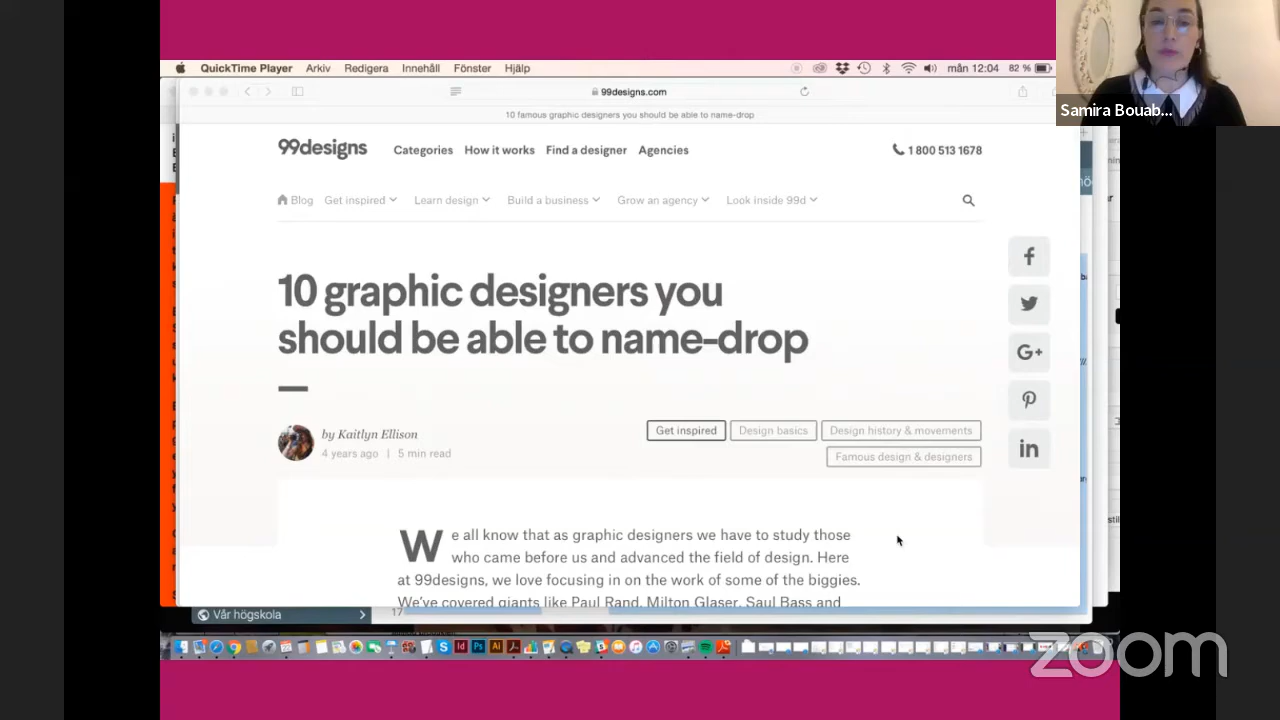 QuickTime Player Arkiv Redigera Innehåll Fönster Hjälp mån 12:04 82 %
99designs.com
10 famous graphic designers you should be able to name-drop
Samira Bouab...
99designs Categories How it works Find a designer Agencies 1 800 513 1678
Blog Get inspired Learn design Build a business Grow an agency Look inside 99d
10 graphic designers you
should be able to name-drop
by Kaitlyn Ellison
4 years ago | 5 min read
Get inspired Design basics Design history & movements
Famous design & designers
We all know that as graphic designers we have to study those
who came before us and advanced the field of design. Here
at 99designs, we love focusing in on the work of some of the biggies.
We've covered giants like Paul Rand, Milton Glaser, Saul Bass and
Vår högskola
17
zoom